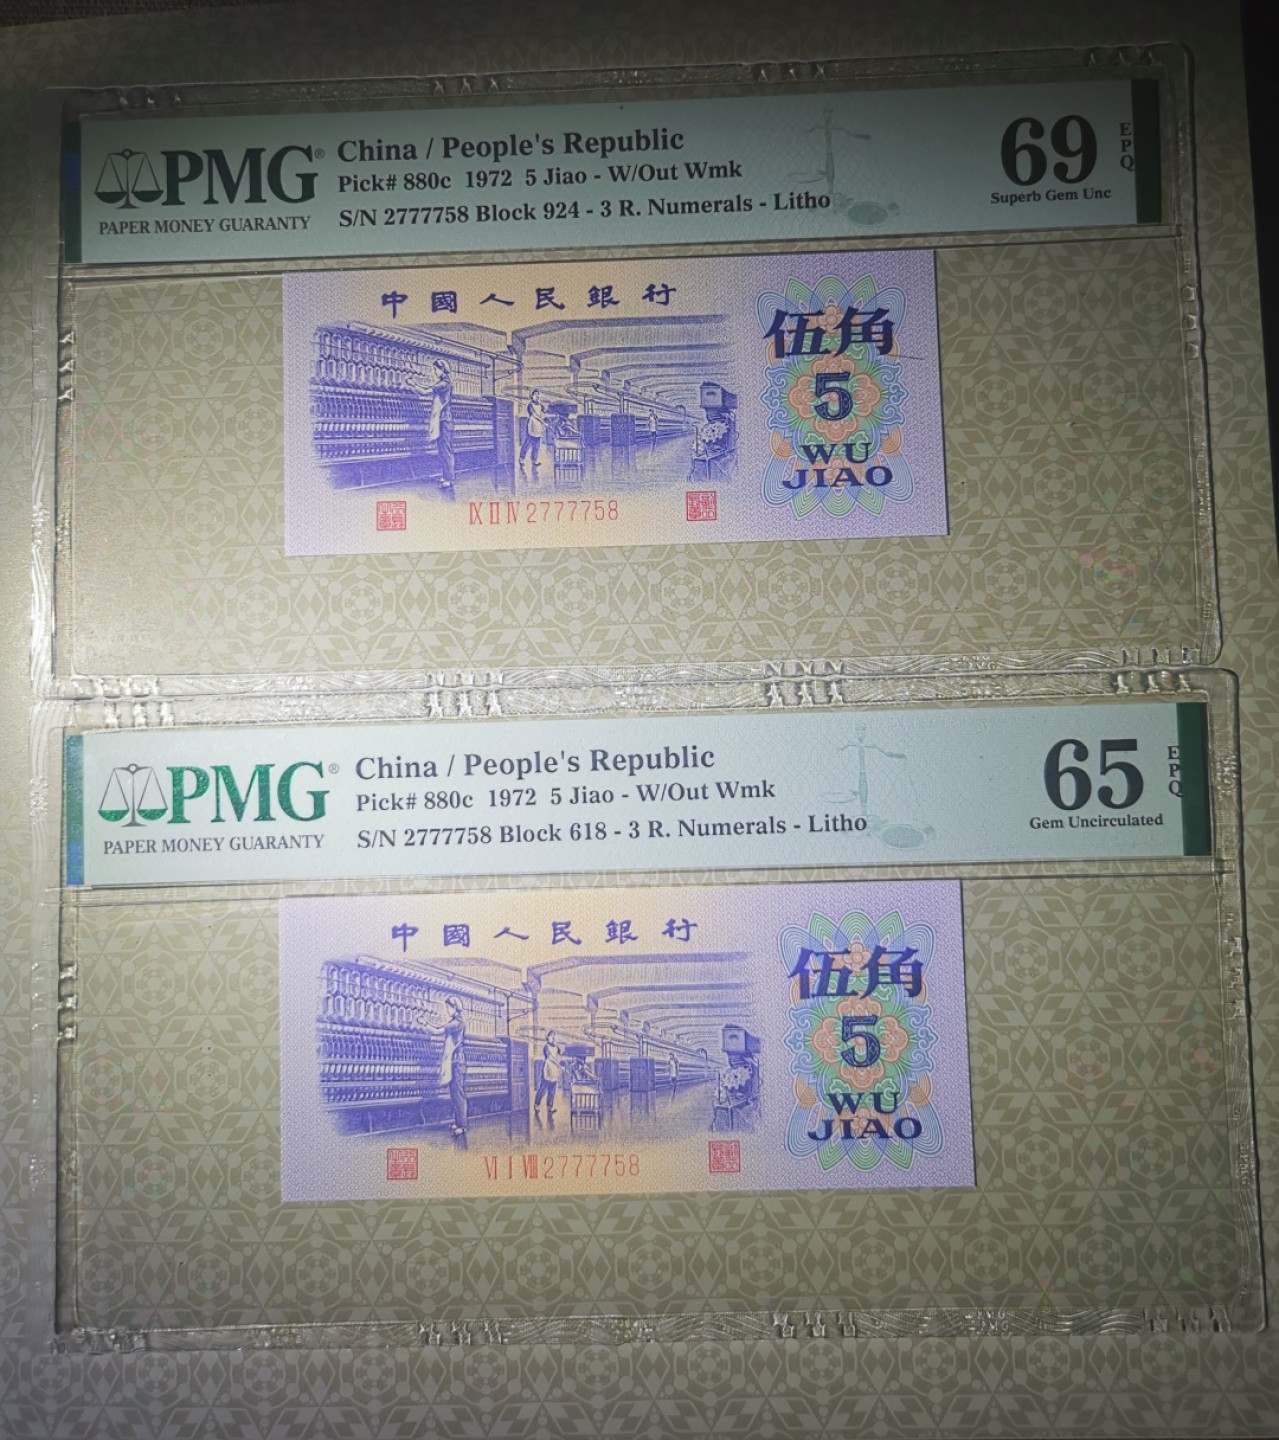 PMG®
PAPER MONEY GUARANTY
China / People's Republic
Pick# 880c 1972 5 Jiao - W/Out Wmk
S/N 2777758 Block 924 - 3 R. Numerals - Litho
69
EPQ
Superb Gem Unc
中國人民銀行
伍角
5
WU
JIAO
IX II IV 2777758
PMG®
PAPER MONEY GUARANTY
China / People's Republic
Pick# 880c 1972 5 Jiao - W/Out Wmk
S/N 2777758 Block 618 - 3 R. Numerals - Litho
65
EPQ
Gem Uncirculated
中國人民銀行
伍角
5
WU
JIAO
VI I VIII 2777758